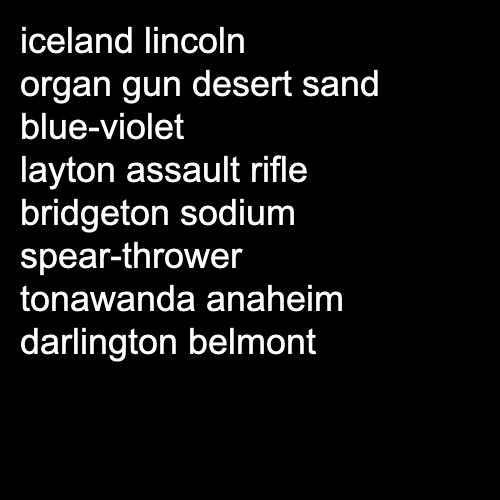 iceland lincoln
organ gun desert sand
blue-violet
layton assault rifle
bridgeton sodium
spear-thrower
tonawanda anaheim
darlington belmont